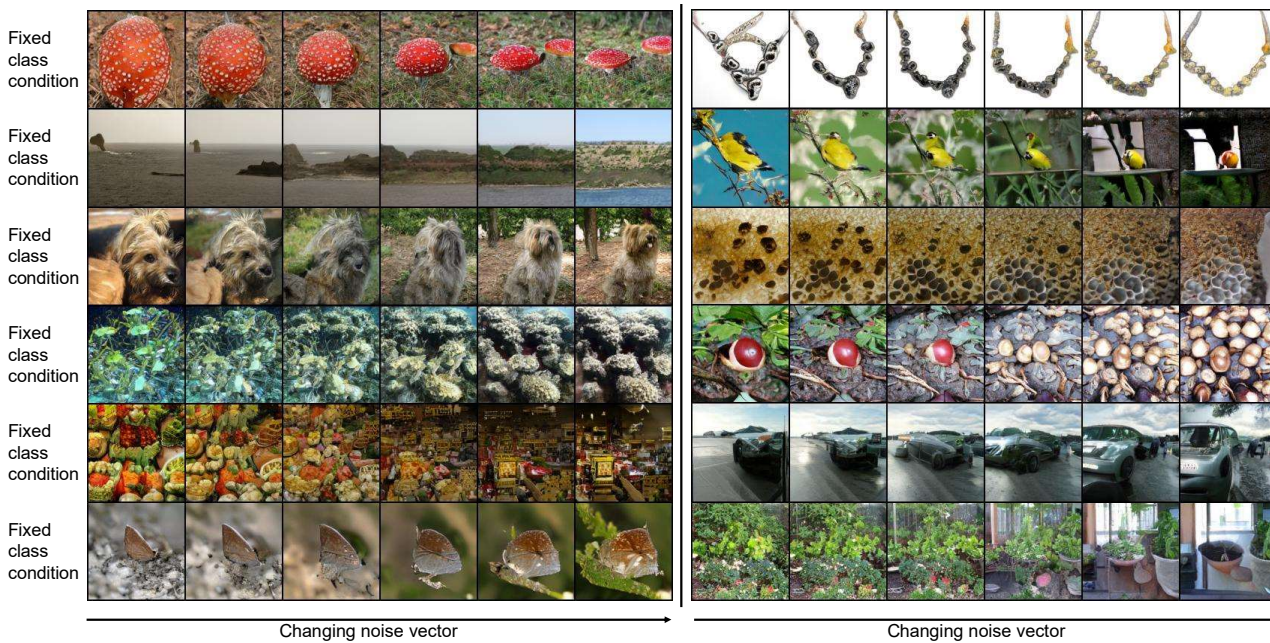 Fixed
class
condition
Fixed
class
condition
Fixed
class
condition
Fixed
class
condition
Fixed
class
condition
Fixed
class
condition
Changing noise vector
Changing noise vector